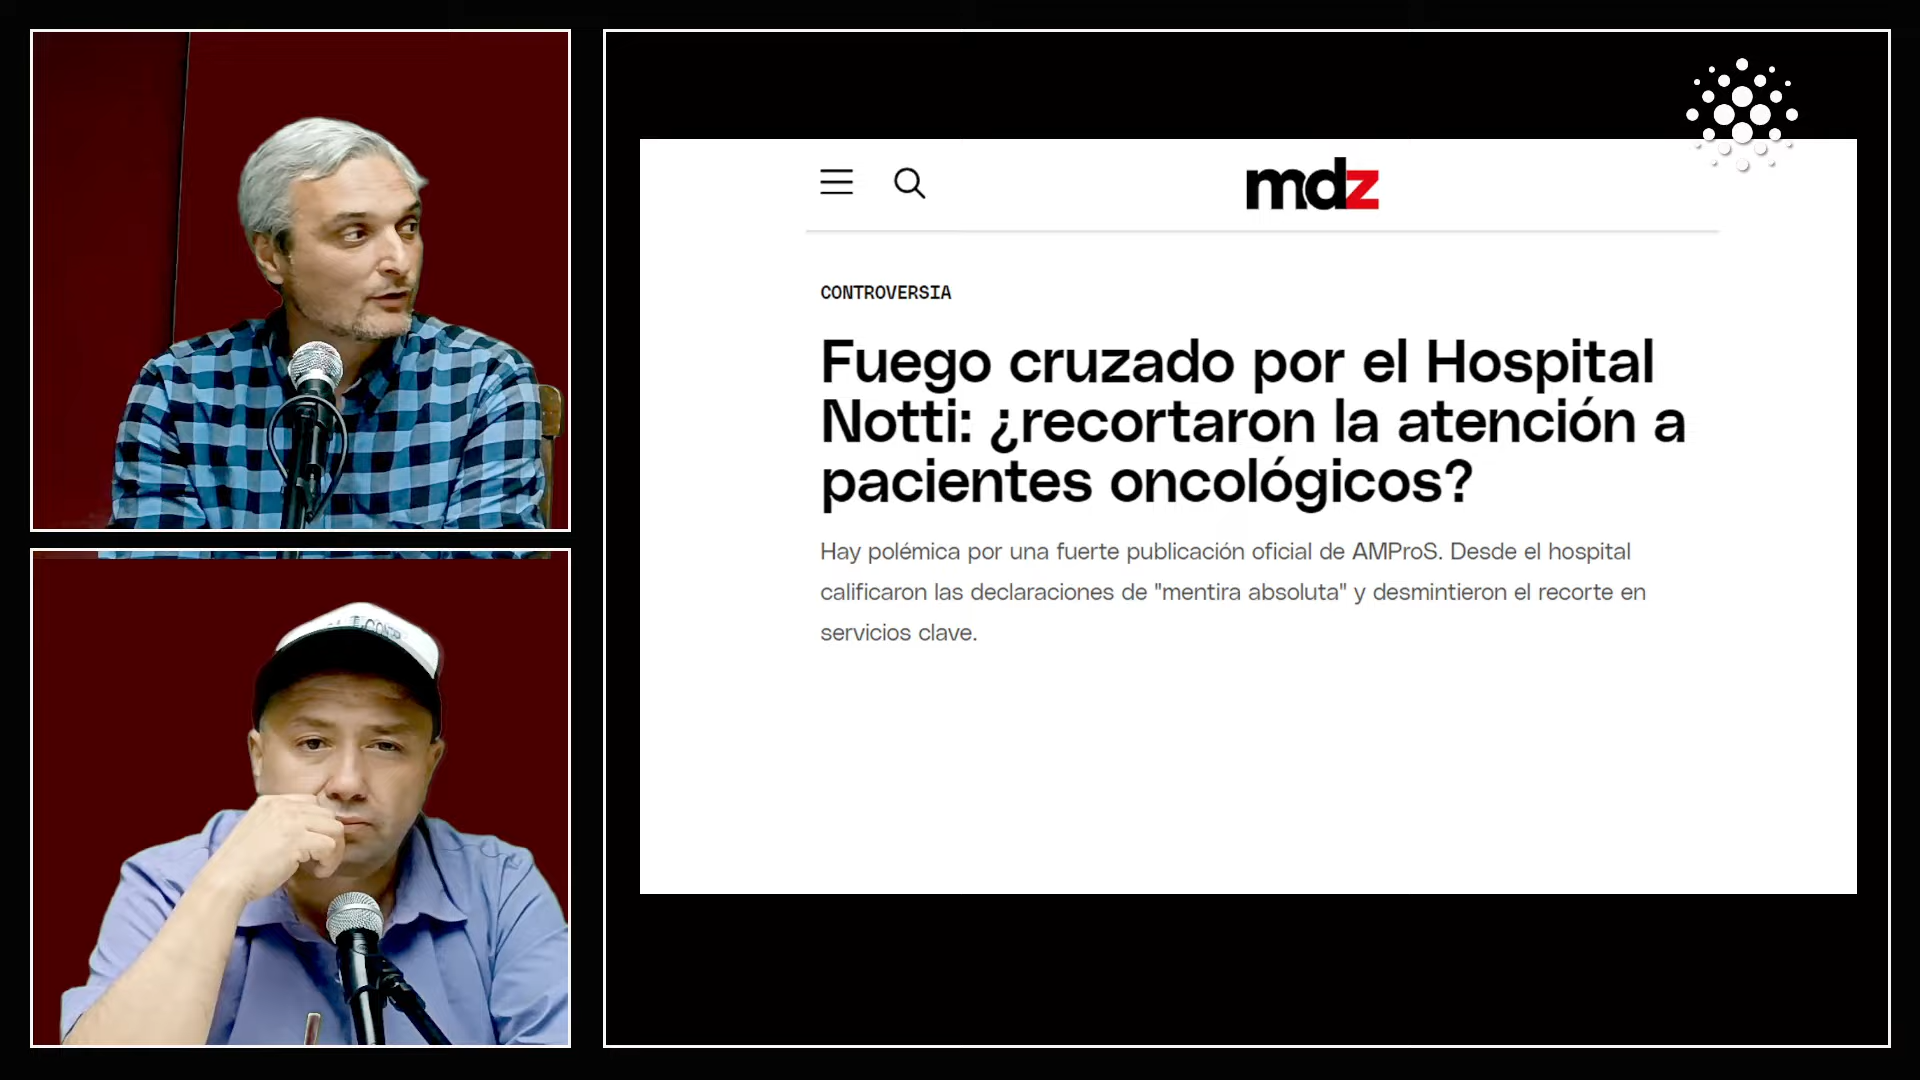 mdz
CONTROVERSIA
Fuego cruzado por el Hospital
Notti: ¿recortaron la atención a
pacientes oncológicos?
Hay polémica por una fuerte publicación oficial de AMProS. Desde el hospital
calificaron las declaraciones de "mentira absoluta" y desmintieron el recorte en
servicios clave.